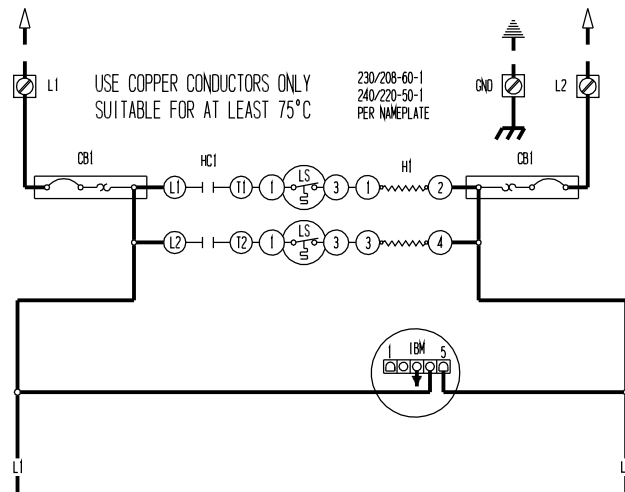 L1 USE COPPER CONDUCTORS ONLY
SUITABLE FOR AT LEAST 75°C
230/208-60-1
240/220-50-1
PER NAMEPLATE
GND L2
CB1 HC1 LS H1 CB1
L1 T1 1 3 1 2
LS
L2 T2 1 3 3 4
1 IBM 5
L1 L